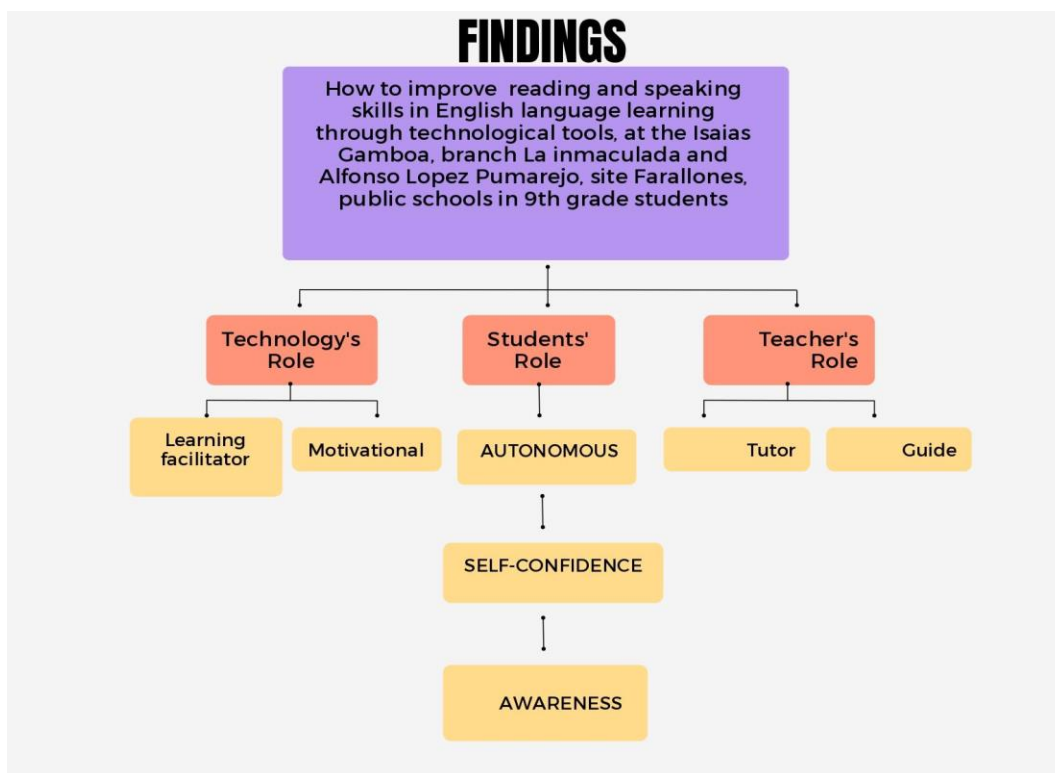 FINDINGS
How to improve reading and speaking
skills in English language learning
through technological tools, at the Isaias
Gamboa, branch La inmaculada and
Alfonso Lopez Pumarejo, site Farallones,
public schools in 9th grade students
Technology's
Role
Students'
Role
Teacher's
Role
Learning
facilitator
Motivational
AUTONOMOUS
Tutor
Guide
SELF-CONFIDENCE
AWARENESS